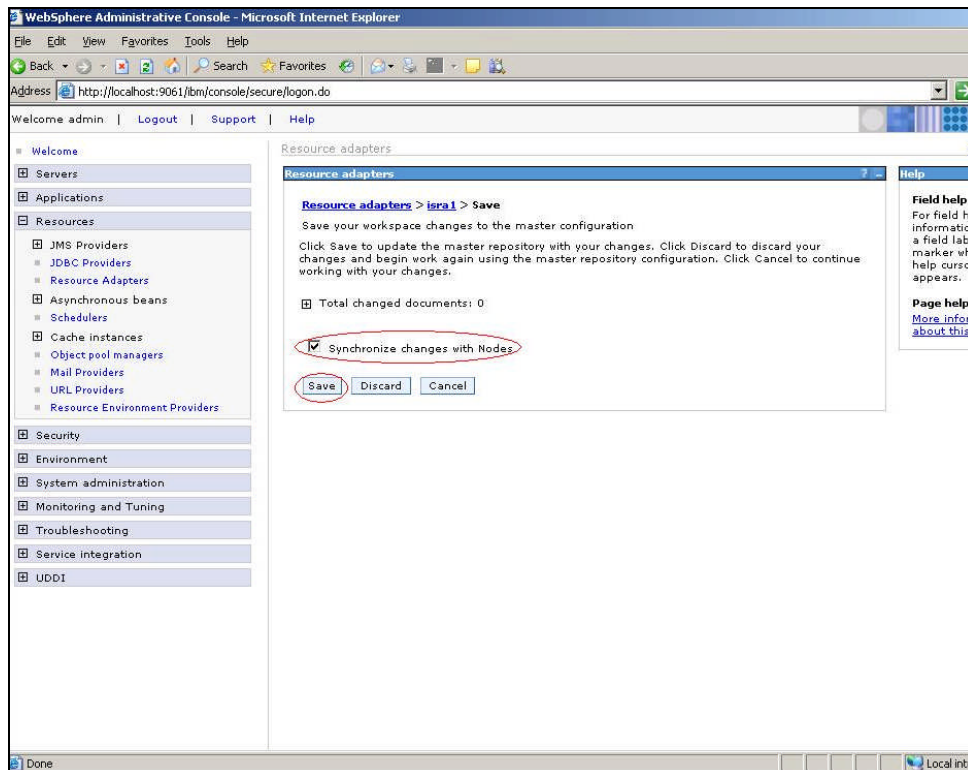 WebSphere Administrative Console - Microsoft Internet Explorer
File Edit View Favorites Tools Help
Back Search Favorites
Address http://localhost:9061/ibm/console/secure/logon.do
Welcome admin | Logout | Support | Help
Welcome
Servers
Applications
Resources
JMS Providers
JDBC Providers
Resource Adapters
Asynchronous beans
Schedulers
Cache instances
Object pool managers
Mail Providers
URL Providers
Resource Environment Providers
Security
Environment
System administration
Monitoring and Tuning
Troubleshooting
Service integration
UDDI
Resource adapters
Resource adapters ? -
Resource adapters > isra1 > Save
Save your workspace changes to the master configuration
Click Save to update the master repository with your changes. Click Discard to discard your
changes and begin work again using the master repository configuration. Click Cancel to continue
working with your changes.
Total changed documents: 0
Synchronize changes with Nodes
Save Discard Cancel
Help
Field help
For field h
informatio
a field lab
marker wh
help curso
appears.
Page help
More infor
about this
Done
Local int